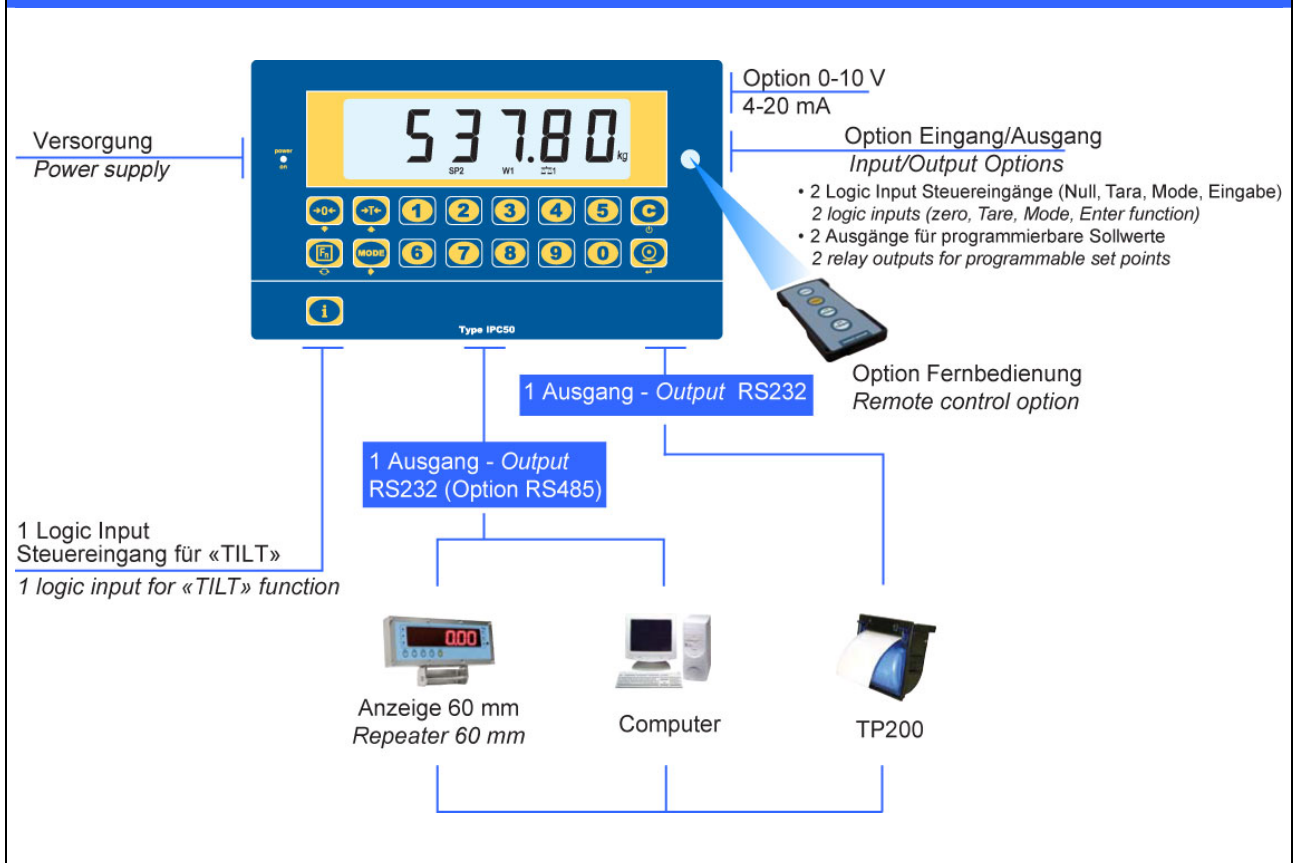 Option 0-10 V
4-20 mA
Versorgung
Power supply
power
on
537.80 kg
SP2 W1
Option Eingang/Ausgang
Input/Output Options
• 2 Logic Input Steuereingänge (Null, Tara, Mode, Eingabe)
2 logic inputs (zero, Tare, Mode, Enter function)
• 2 Ausgänge für programmierbare Sollwerte
2 relay outputs for programmable set points
→0← →T← 1 2 3 4 5 C
Fn MODE 6 7 8 9 0
i
Type IPC50
Option Fernbedienung
Remote control option
1 Ausgang - Output RS232
1 Ausgang - Output
RS232 (Option RS485)
1 Logic Input
Steuereingang für «TILT»
1 logic input for «TILT» function
0.00
Anzeige 60 mm
Repeater 60 mm
Computer
TP200